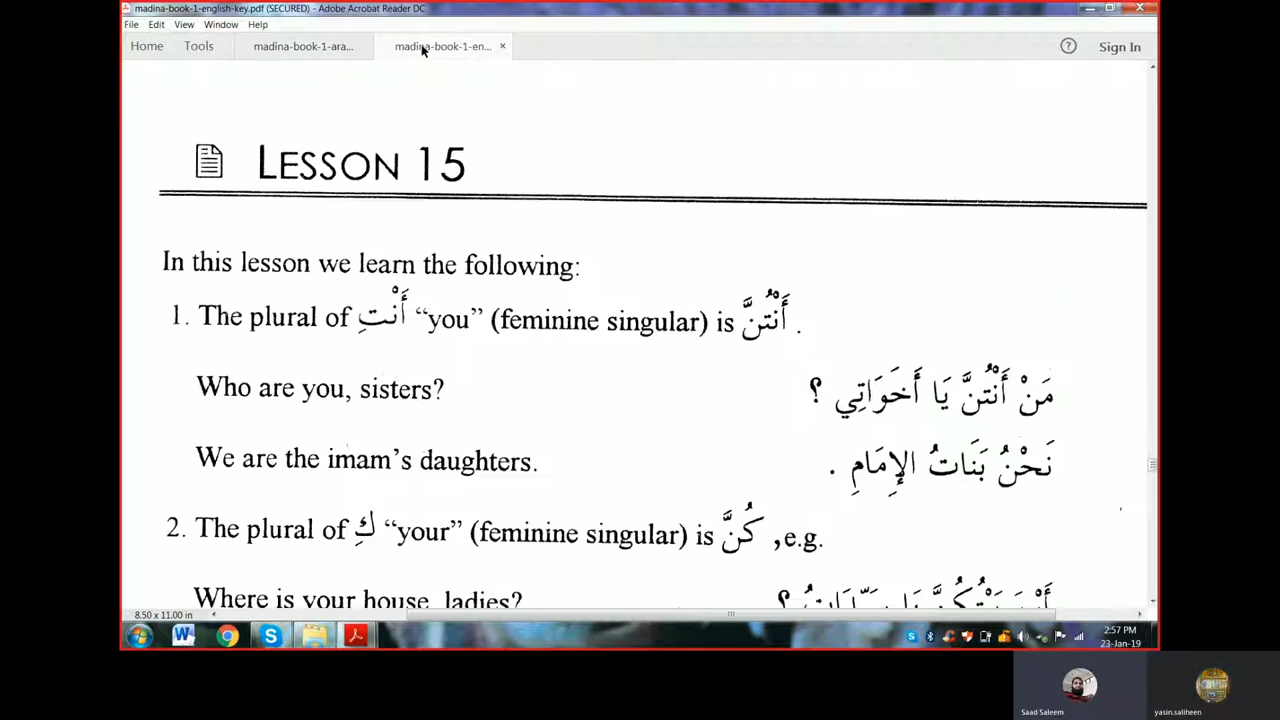 madina-book-1-english-key.pdf (SECURED) - Adobe Acrobat Reader DC
File Edit View Window Help
Home Tools madina-book-1-ara... madina-book-1-en... × ? Sign In
LESSON 15
In this lesson we learn the following:
1. The plural of أَنْتِ “you” (feminine singular) is أَنْتُنَّ .
Who are you, sisters? مَنْ أَنْتُنَّ يَا أَخَوَاتِي ؟
We are the imam’s daughters. نَحْنُ بَنَاتُ الإِمَامِ .
2. The plural of كِ “your” (feminine singular) is كُنَّ , e.g.
Where is your house, ladies? أَيْنَ بَيْتُكُنَّ يَا سَيِّدَاتُ ؟
8.50 x 11.00 in
2:57 PM
23-Jan-19
Saad Saleem yasin.saliheen